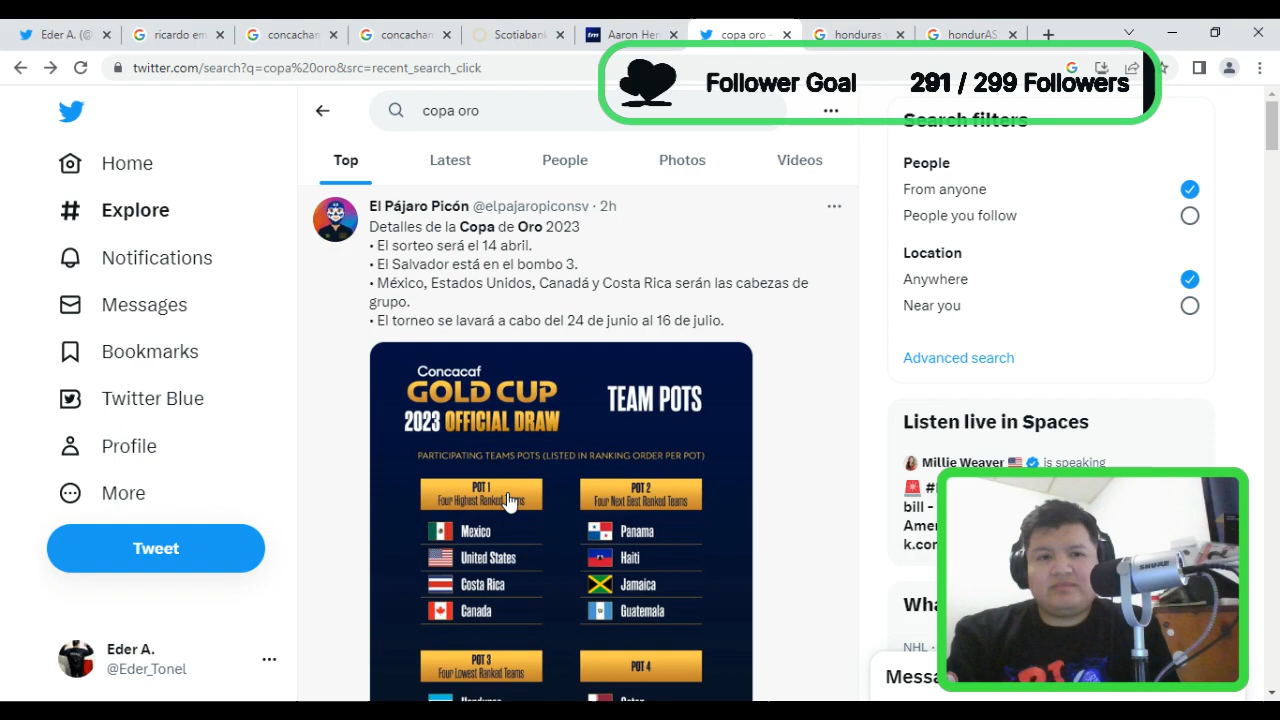 Eder A. (@
ricardo em
concachan
concachan
Scotiabank
Aaron Her
copa oro -
honduras
hondurAS
twitter.com/search?q=copa%20oro&src=recent_search_click
Follower Goal 291 / 299 Followers
copa oro
Search filters
Top Latest People Photos Videos
Home
Explore
Notifications
Messages
Bookmarks
Twitter Blue
Profile
More
Tweet
Eder A.
@Eder_Tonel
El Pájaro Picón @elpajaropiconsv · 2h
Detalles de la Copa de Oro 2023
• El sorteo será el 14 abril.
• El Salvador está en el bombo 3.
• México, Estados Unidos, Canadá y Costa Rica serán las cabezas de
grupo.
• El torneo se lavará a cabo del 24 de junio al 16 de julio.
Concacaf
GOLD CUP
2023 OFFICIAL DRAW
TEAM POTS
PARTICIPATING TEAMS POTS (LISTED IN RANKING ORDER PER POT)
POT 1
Four Highest Ranked Teams
Mexico
United States
Costa Rica
Canada
POT 2
Four Next Best Ranked Teams
Panama
Haiti
Jamaica
Guatemala
POT 3
Four Lowest Ranked Teams
Honduras
POT 4
Qatar
People
From anyone
People you follow
Location
Anywhere
Near you
Advanced search
Listen live in Spaces
Millie Weaver is speaking
bill -
Amer
k.con
Wha
NHL ·
Messa
SHURE